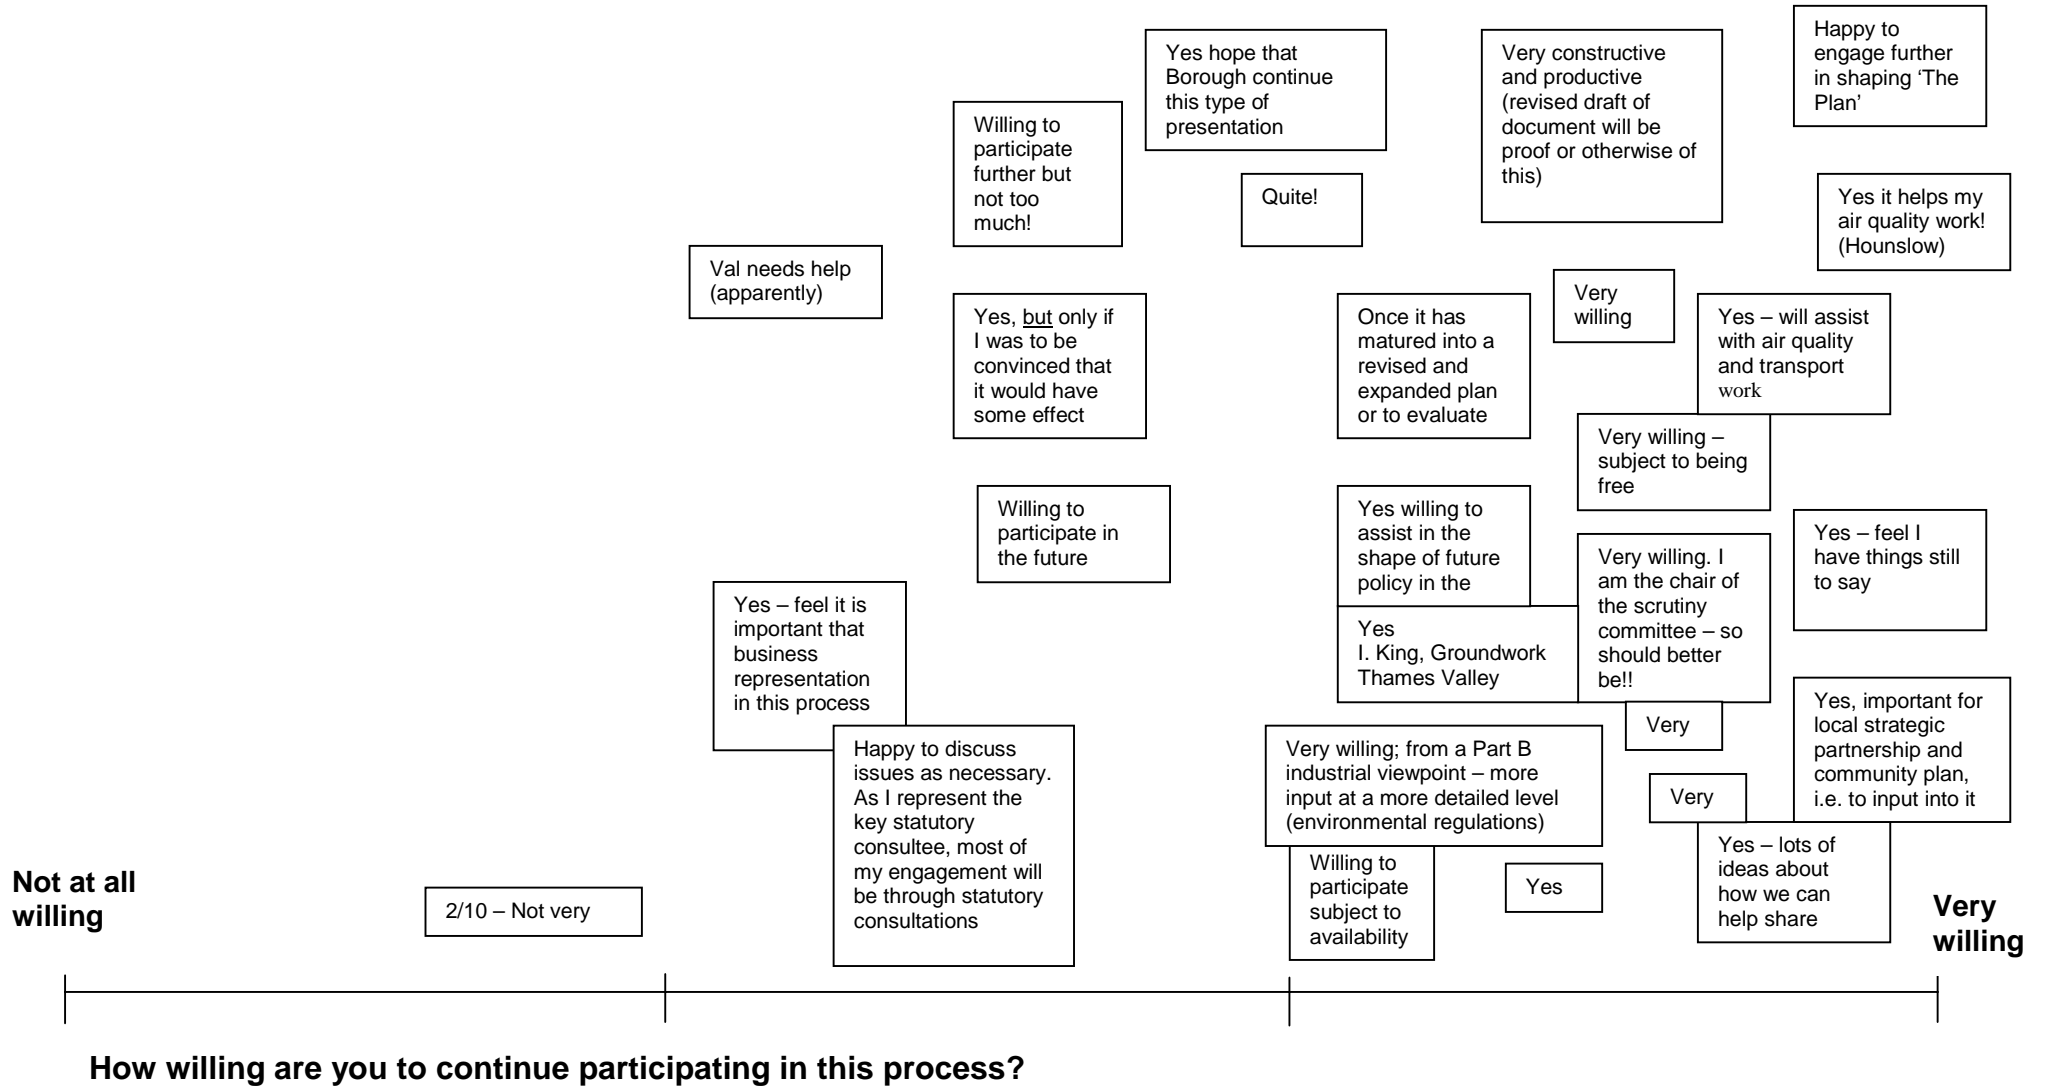 Happy to
engage further
in shaping ‘The
Plan’
Yes hope that
Borough continue
this type of
presentation
Very constructive
and productive
(revised draft of
document will be
proof or otherwise of
this)
Willing to
participate
further but
not too
much!
Quite!
Yes it helps my
air quality work!
(Hounslow)
Val needs help
(apparently)
Very
willing
Yes, but only if
I was to be
convinced that
it would have
some effect
Once it has
matured into a
revised and
expanded plan
or to evaluate
Yes – will assist
with air quality
and transport
work
Very willing –
subject to being
free
Willing to
participate in
the future
Yes willing to
assist in the
shape of future
policy in the
Yes – feel I
have things still
to say
Very willing. I
am the chair of
the scrutiny
committee – so
should better
be!!
Yes – feel it is
important that
business
representation
in this process
Yes
I. King, Groundwork
Thames Valley
Yes, important for
local strategic
partnership and
community plan,
i.e. to input into it
Very
Happy to discuss
issues as necessary.
As I represent the
key statutory
consultee, most of
my engagement will
be through statutory
consultations
Very willing; from a Part B
industrial viewpoint – more
input at a more detailed level
(environmental regulations)
Very
Yes – lots of
ideas about
how we can
help share
Willing to
participate
subject to
availability
Yes
Not at all
willing
2/10 – Not very
Very
willing
How willing are you to continue participating in this process?